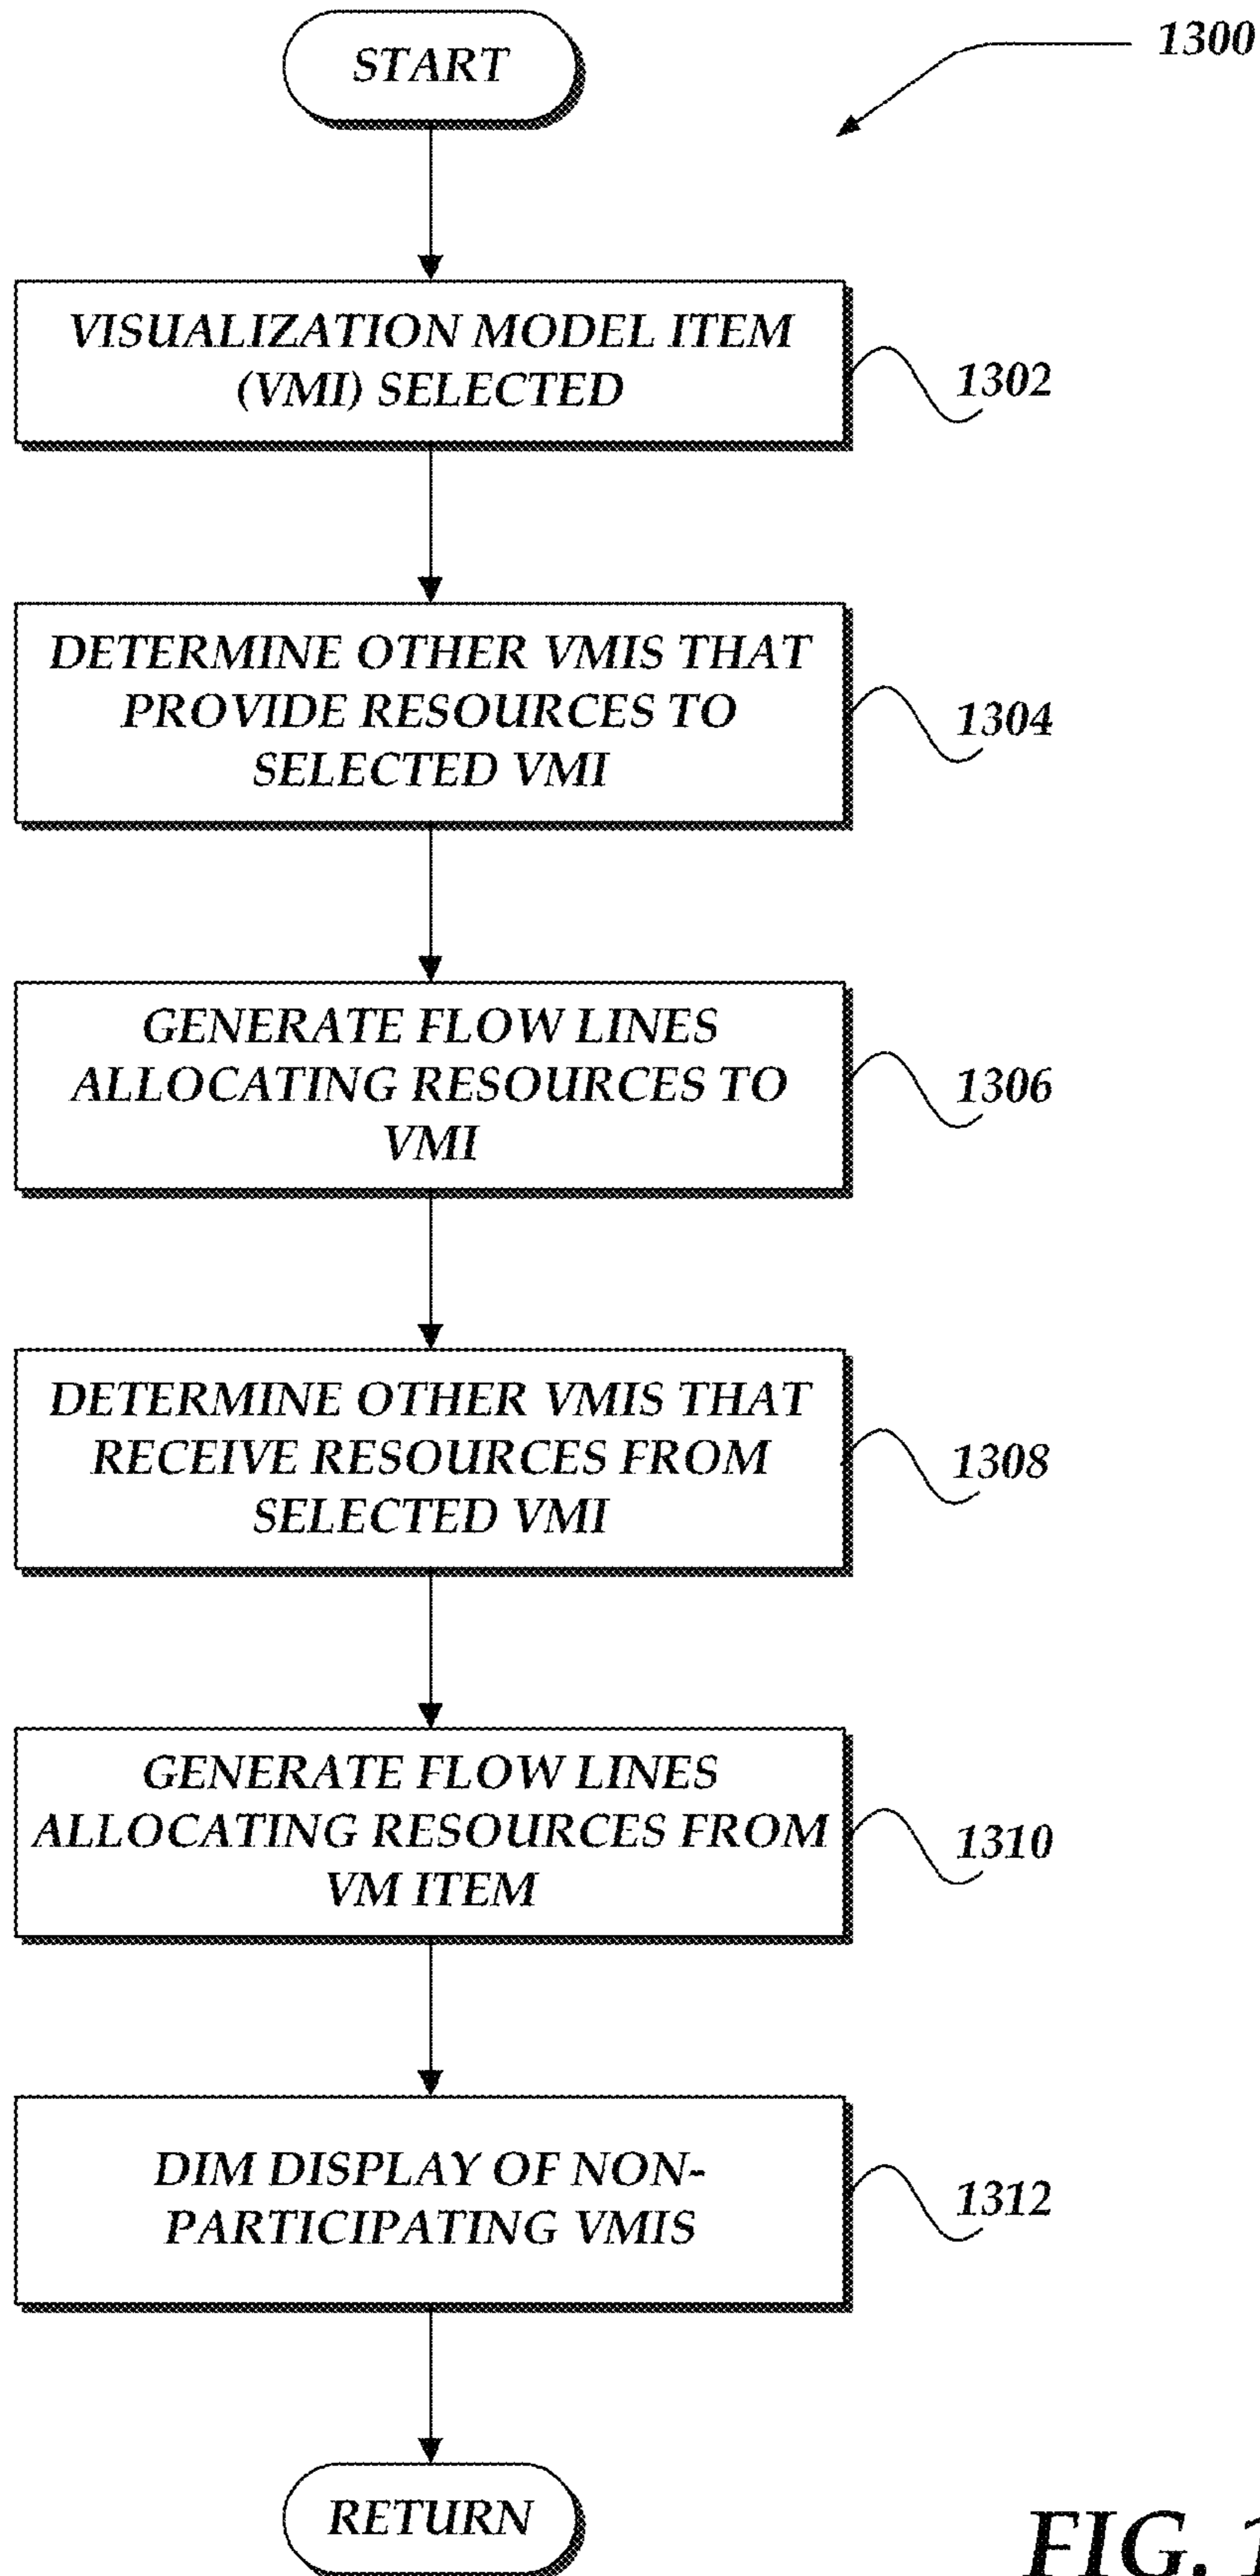 START
1300
VISUALIZATION MODEL ITEM
(VMI) SELECTED
1302
DETERMINE OTHER VMIS THAT
PROVIDE RESOURCES TO
SELECTED VMI
1304
GENERATE FLOW LINES
ALLOCATING RESOURCES TO
VMI
1306
DETERMINE OTHER VMIS THAT
RECEIVE RESOURCES FROM
SELECTED VMI
1308
GENERATE FLOW LINES
ALLOCATING RESOURCES FROM
VM ITEM
1310
DIM DISPLAY OF NON-
PARTICIPATING VMIS
1312
RETURN
FIG.